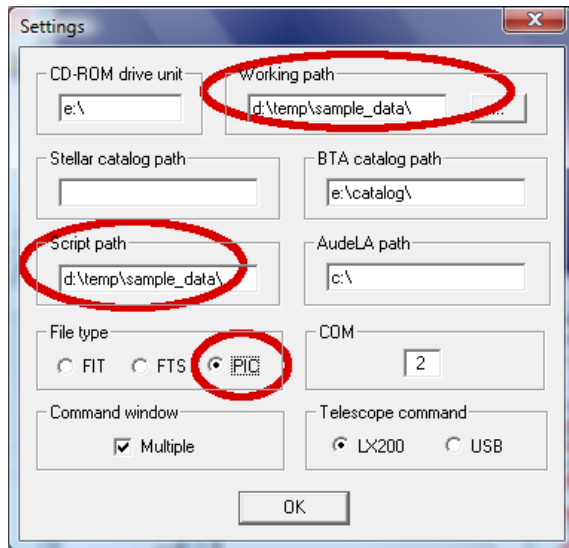 Settings
CD-ROM drive unit
e:\
Working path
d:\temp\sample_data\
...
Stellar catalog path
BTA catalog path
e:\catalog\
Script path
d:\temp\sample_data\
AudeLA path
c:\
File type
FIT FTS PIC
COM
2
Command window
Multiple
Telescope command
LX200 USB
OK